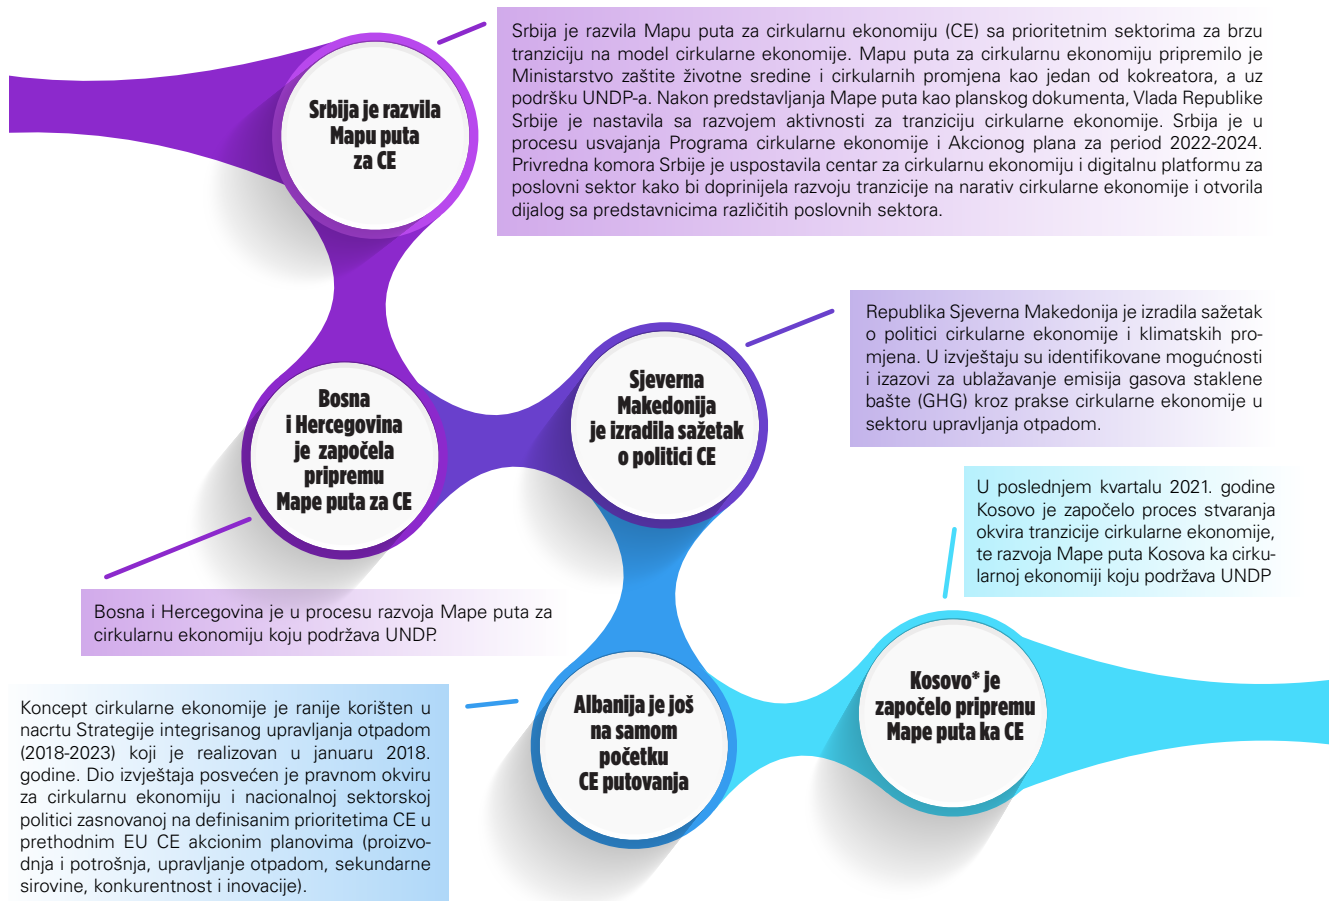 Srbija je razvila
Mapu puta
za CE
Srbija je razvila Mapu puta za cirkularnu ekonomiju (CE) sa prioritetnim sektorima za brzu
tranziciju na model cirkularne ekonomije. Mapu puta za cirkularnu ekonomiju pripremilo je
Ministarstvo zaštite životne sredine i cirkularnih promjena kao jedan od kokreatora, a uz
podršku UNDP-a. Nakon predstavljanja Mape puta kao planskog dokumenta, Vlada Republike
Srbije je nastavila sa razvojem aktivnosti za tranziciju cirkularne ekonomije. Srbija je u
procesu usvajanja Programa cirkularne ekonomije i Akcionog plana za period 2022-2024.
Privredna komora Srbije je uspostavila centar za cirkularnu ekonomiju i digitalnu platformu za
poslovni sektor kako bi doprinijela razvoju tranzicije na narativ cirkularne ekonomije i otvorila
dijalog sa predstavnicima različitih poslovnih sektora.
Bosna
i Hercegovina
je započela
pripremu
Mape puta za CE
Bosna i Hercegovina je u procesu razvoja Mape puta za
cirkularnu ekonomiju koju podržava UNDP.
Sjeverna
Makedonija
je izradila sažetak
o politici CE
Republika Sjeverna Makedonija je izradila sažetak
o politici cirkularne ekonomije i klimatskih pro-
mjena. U izvještaju su identifikovane mogućnosti
i izazovi za ublažavanje emisija gasova staklene
bašte (GHG) kroz prakse cirkularne ekonomije u
sektoru upravljanja otpadom.
Albanija je još
na samom
početku
CE putovanja
Koncept cirkularne ekonomije je ranije korišten u
nacrtu Strategije integrisanog upravljanja otpadom
(2018-2023) koji je realizovan u januaru 2018.
godine. Dio izvještaja posvećen je pravnom okviru
za cirkularnu ekonomiju i nacionalnoj sektorskoj
politici zasnovanoj na definisanim prioritetima CE u
prethodnim EU CE akcionim planovima (proizvo-
dnja i potrošnja, upravljanje otpadom, sekundarne
sirovine, konkurentnost i inovacije).
Kosovo* je
započelo pripremu
Mape puta ka CE
U poslednjem kvartalu 2021. godine
Kosovo je započelo proces stvaranja
okvira tranzicije cirkularne ekonomije,
te razvoja Mape puta Kosova ka cirku-
larnoj ekonomiji koju podržava UNDP